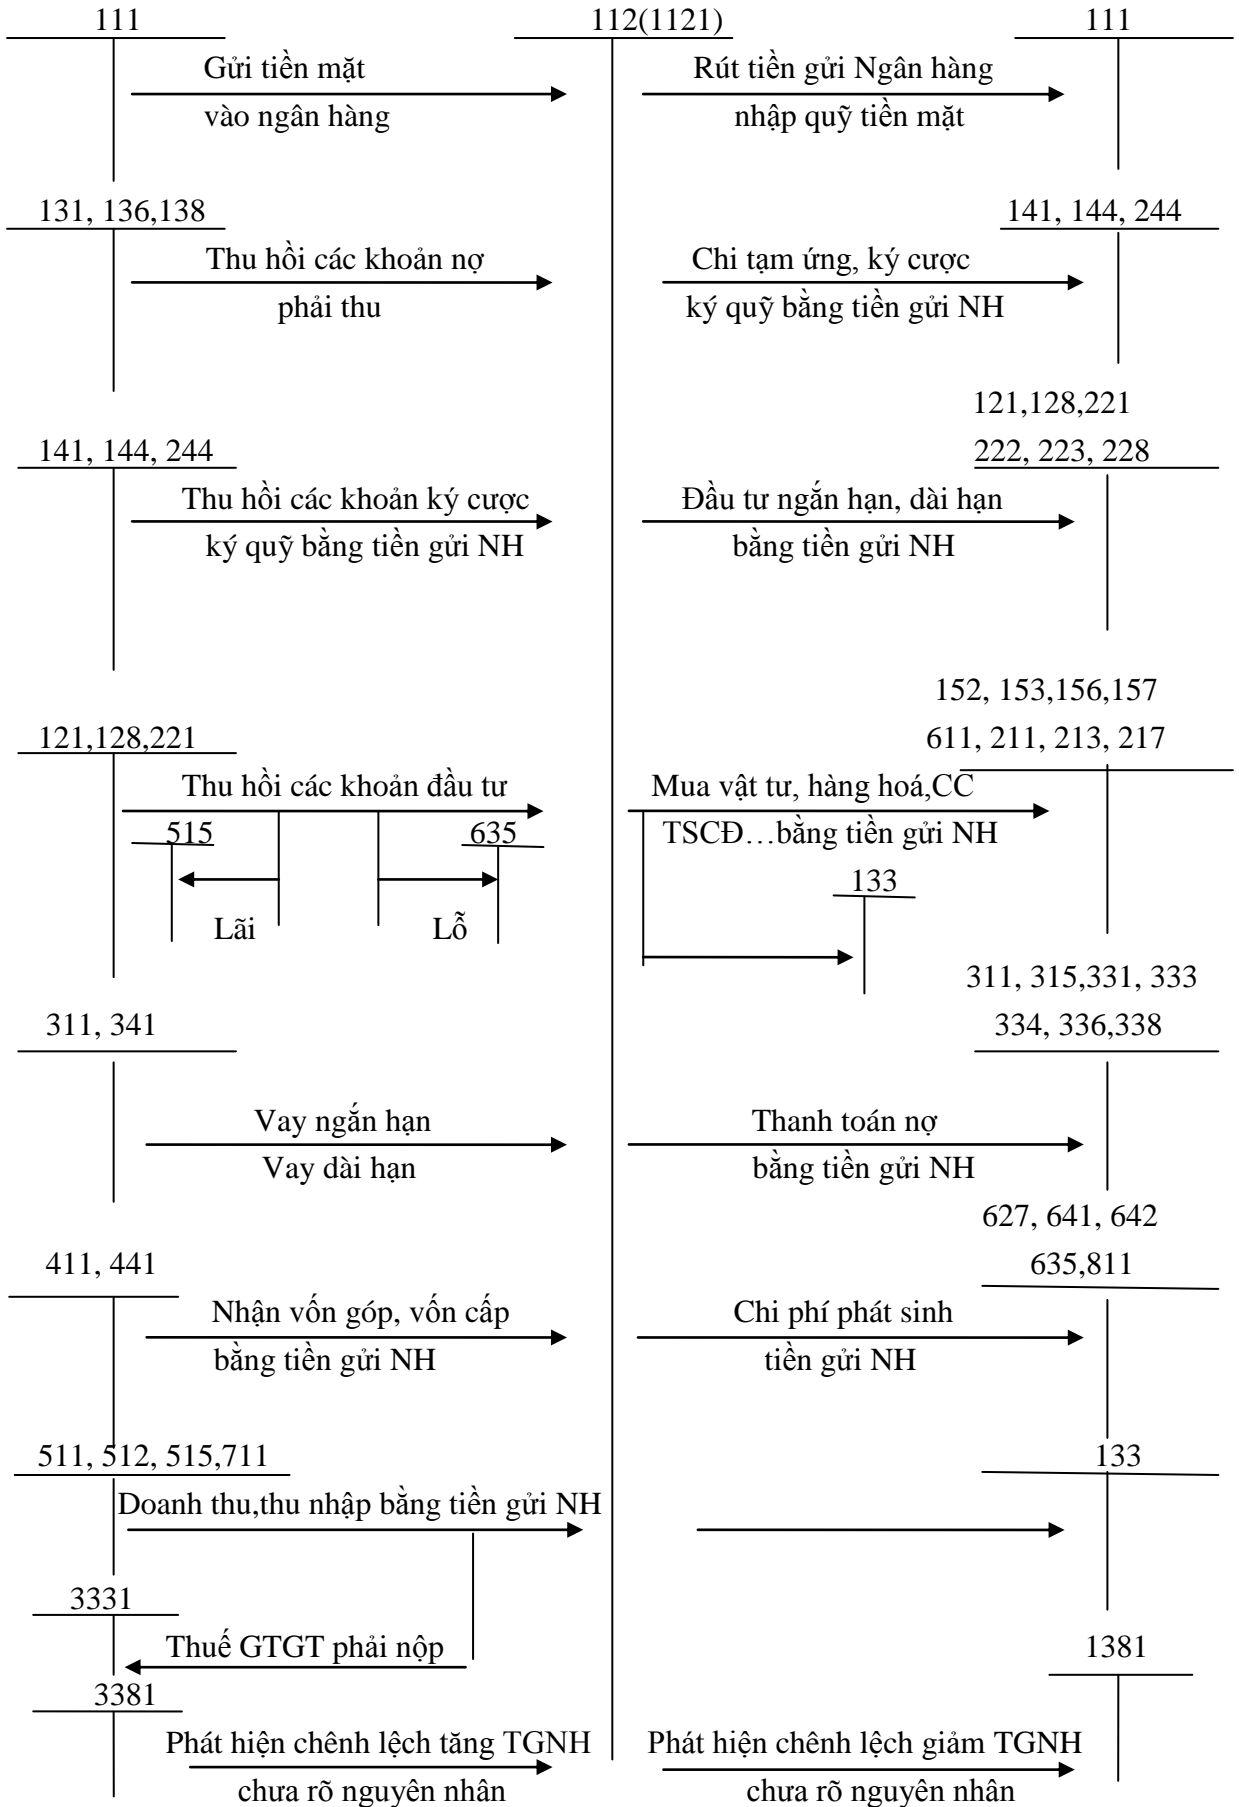 111
112(1121)
111
Gửi tiền mặt
vào ngân hàng
Rút tiền gửi Ngân hàng
nhập quỹ tiền mặt
131, 136,138
141, 144, 244
Thu hồi các khoản nợ
phải thu
Chi tạm ứng, ký cược
ký quỹ bằng tiền gửi NH
121,128,221
141, 144, 244
222, 223, 228
Thu hồi các khoản ký cược
ký quỹ bằng tiền gửi NH
Đầu tư ngắn hạn, dài hạn
bằng tiền gửi NH
152, 153,156,157
121,128,221
611, 211, 213, 217
Thu hồi các khoản đầu tư
Mua vật tư, hàng hoá,CC
515
635
TSCĐ…bằng tiền gửi NH
133
Lãi
Lỗ
311, 315,331, 333
311, 341
334, 336,338
Vay ngắn hạn
Vay dài hạn
Thanh toán nợ
bằng tiền gửi NH
627, 641, 642
411, 441
635,811
Nhận vốn góp, vốn cấp
bằng tiền gửi NH
Chi phí phát sinh
tiền gửi NH
511, 512, 515,711
133
Doanh thu,thu nhập bằng tiền gửi NH
3331
Thuế GTGT phải nộp
1381
3381
Phát hiện chênh lệch tăng TGNH
chưa rõ nguyên nhân
Phát hiện chênh lệch giảm TGNH
chưa rõ nguyên nhân